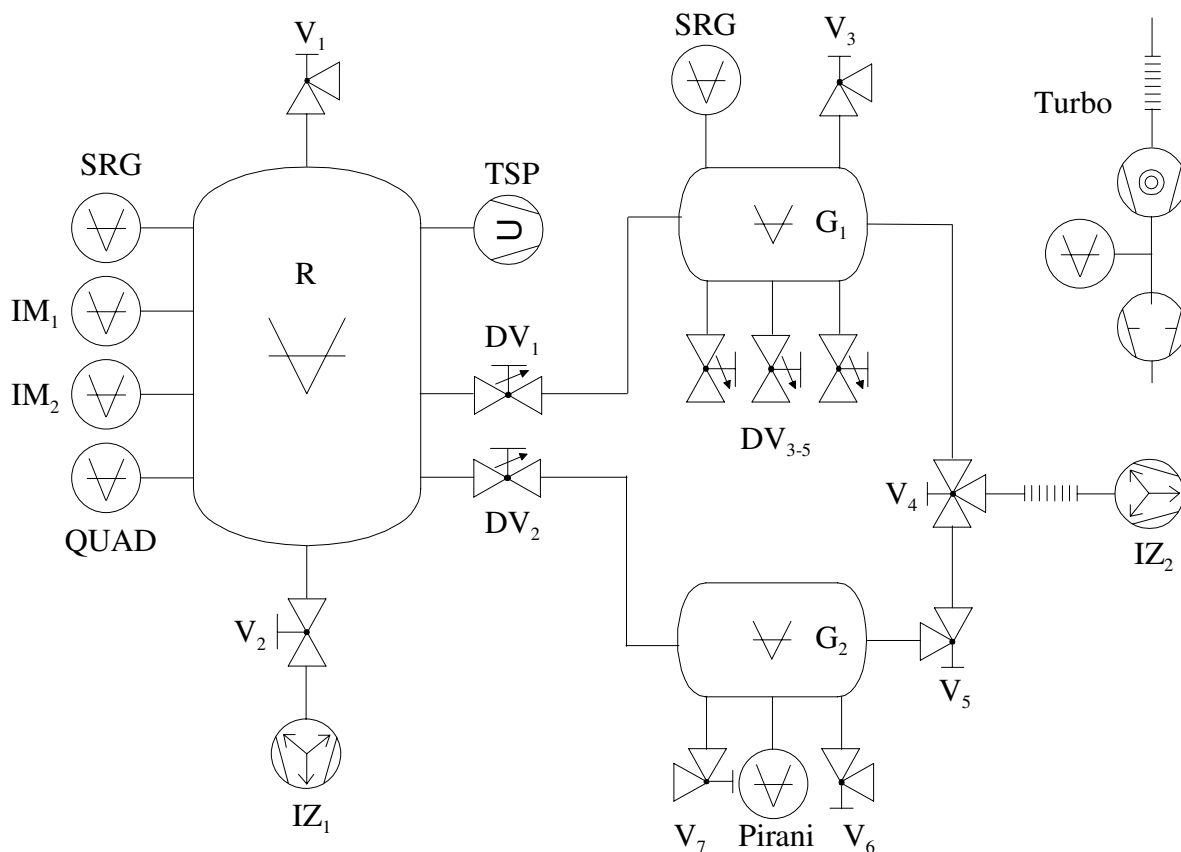 V₁
SRG
V₃
Turbo
SRG
TSP
G₁
R
IM₁
DV₁
IM₂
DV₃₋₅
V₄
QUAD
DV₂
IZ₂
V₂
G₂
V₅
IZ₁
V₇
Pirani
V₆